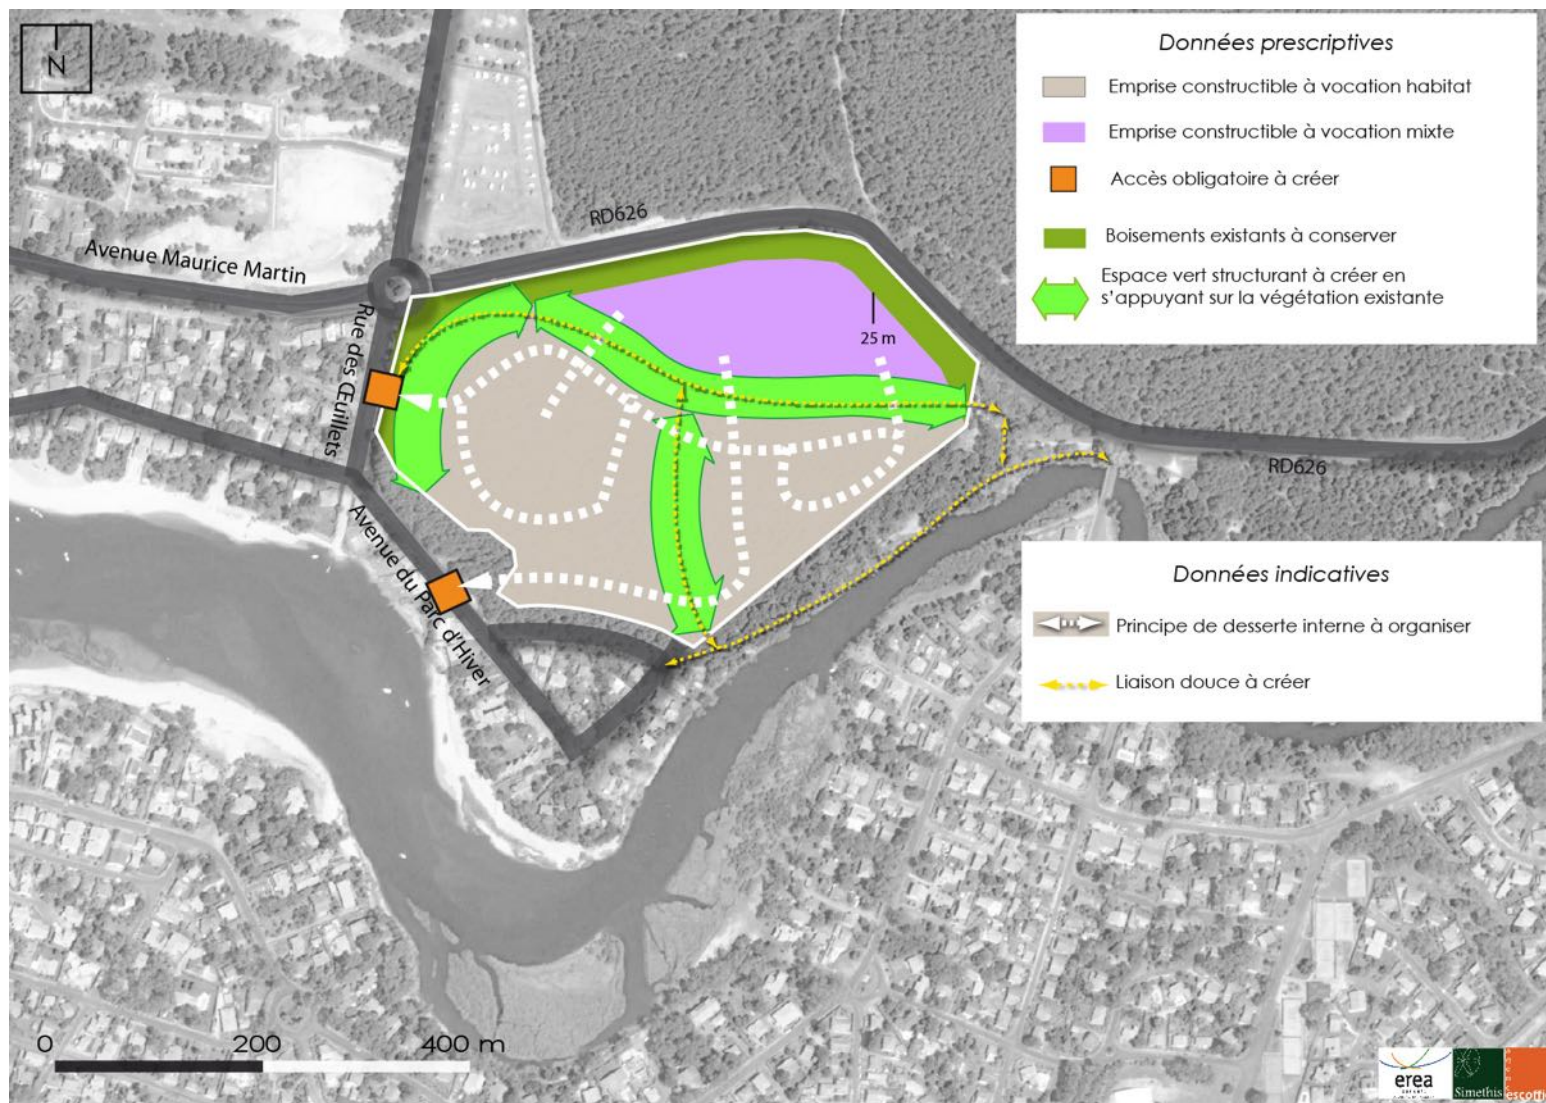 N
Données prescriptives
Emprise constructible à vocation habitat
Emprise constructible à vocation mixte
Accès obligatoire à créer
Boisements existants à conserver
Espace vert structurant à créer en
s'appuyant sur la végétation existante
RD626
Avenue Maurice Martin
Rue des Œuillets
25 m
RD626
Avenue du Parc d'Hiver
Données indicatives
Principe de desserte interne à organiser
Liaison douce à créer
0 200 400 m
erea
Simethis
escoffi